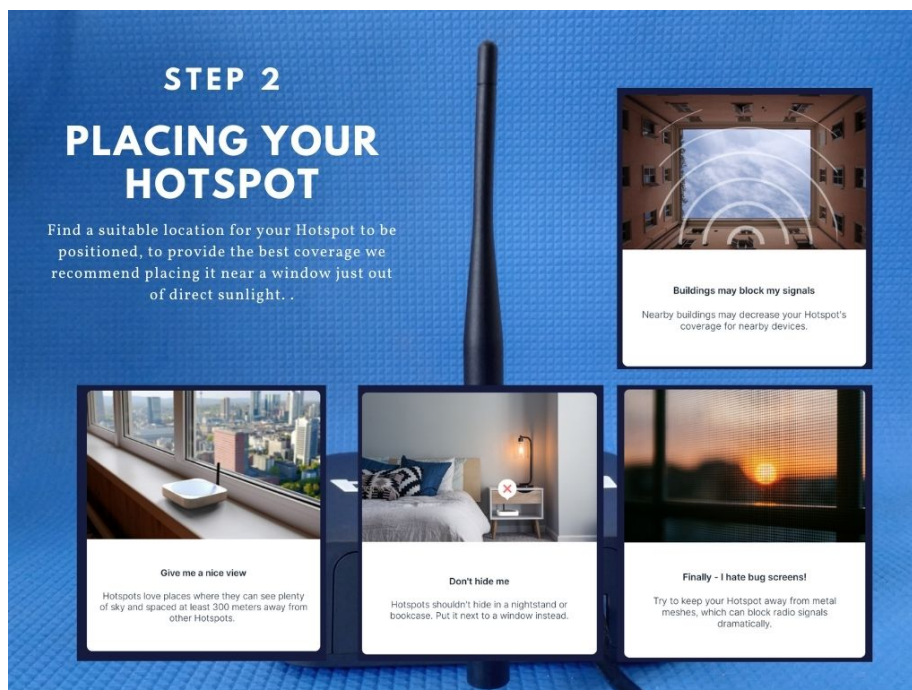 STEP 2
PLACING YOUR
HOTSPOT
Find a suitable location for your Hotspot to be
positioned, to provide the best coverage we
recommend placing it near a window just out
of direct sunlight. .
Buildings may block my signals
Nearby buildings may decrease your Hotspot's
coverage for nearby devices.
Give me a nice view
Hotspots love places where they can see plenty
of sky and spaced at least 300 meters away from
other Hotspots.
Don't hide me
Hotspots shouldn't hide in a nightstand or
bookcase. Put it next to a window instead.
Finally - I hate bug screens!
Try to keep your Hotspot away from metal
meshes, which can block radio signals
dramatically.